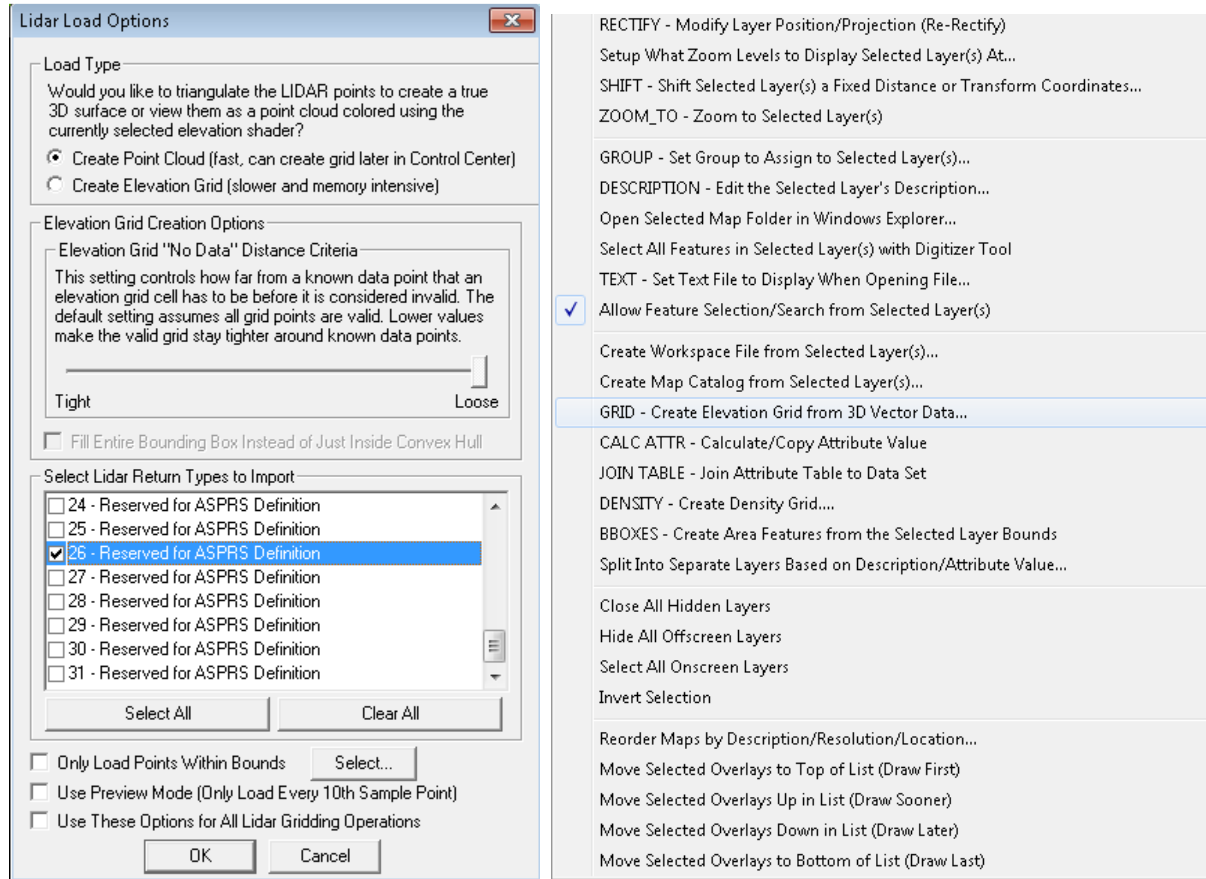 Lidar Load Options
Load Type
Would you like to triangulate the LIDAR points to create a true
3D surface or view them as a point cloud colored using the
currently selected elevation shader?
Create Point Cloud (fast, can create grid later in Control Center)
Create Elevation Grid (slower and memory intensive)
Elevation Grid Creation Options
Elevation Grid "No Data" Distance Criteria
This setting controls how far from a known data point that an
elevation grid cell has to be before it is considered invalid. The
default setting assumes all grid points are valid. Lower values
make the valid grid stay tighter around known data points.
Tight Loose
Fill Entire Bounding Box Instead of Just Inside Convex Hull
Select Lidar Return Types to Import
24 - Reserved for ASPRS Definition
25 - Reserved for ASPRS Definition
26 - Reserved for ASPRS Definition
27 - Reserved for ASPRS Definition
28 - Reserved for ASPRS Definition
29 - Reserved for ASPRS Definition
30 - Reserved for ASPRS Definition
31 - Reserved for ASPRS Definition
Select All Clear All
Only Load Points Within Bounds Select...
Use Preview Mode (Only Load Every 10th Sample Point)
Use These Options for All Lidar Gridding Operations
OK Cancel
RECTIFY - Modify Layer Position/Projection (Re-Rectify)
Setup What Zoom Levels to Display Selected Layer(s) At...
SHIFT - Shift Selected Layer(s) a Fixed Distance or Transform Coordinates...
ZOOM_TO - Zoom to Selected Layer(s)
GROUP - Set Group to Assign to Selected Layer(s)...
DESCRIPTION - Edit the Selected Layer's Description...
Open Selected Map Folder in Windows Explorer...
Select All Features in Selected Layer(s) with Digitizer Tool
TEXT - Set Text File to Display When Opening File...
Allow Feature Selection/Search from Selected Layer(s)
Create Workspace File from Selected Layer(s)...
Create Map Catalog from Selected Layer(s)...
GRID - Create Elevation Grid from 3D Vector Data...
CALC ATTR - Calculate/Copy Attribute Value
JOIN TABLE - Join Attribute Table to Data Set
DENSITY - Create Density Grid....
BBOXES - Create Area Features from the Selected Layer Bounds
Split Into Separate Layers Based on Description/Attribute Value...
Close All Hidden Layers
Hide All Offscreen Layers
Select All Onscreen Layers
Invert Selection
Reorder Maps by Description/Resolution/Location...
Move Selected Overlays to Top of List (Draw First)
Move Selected Overlays Up in List (Draw Sooner)
Move Selected Overlays Down in List (Draw Later)
Move Selected Overlays to Bottom of List (Draw Last)